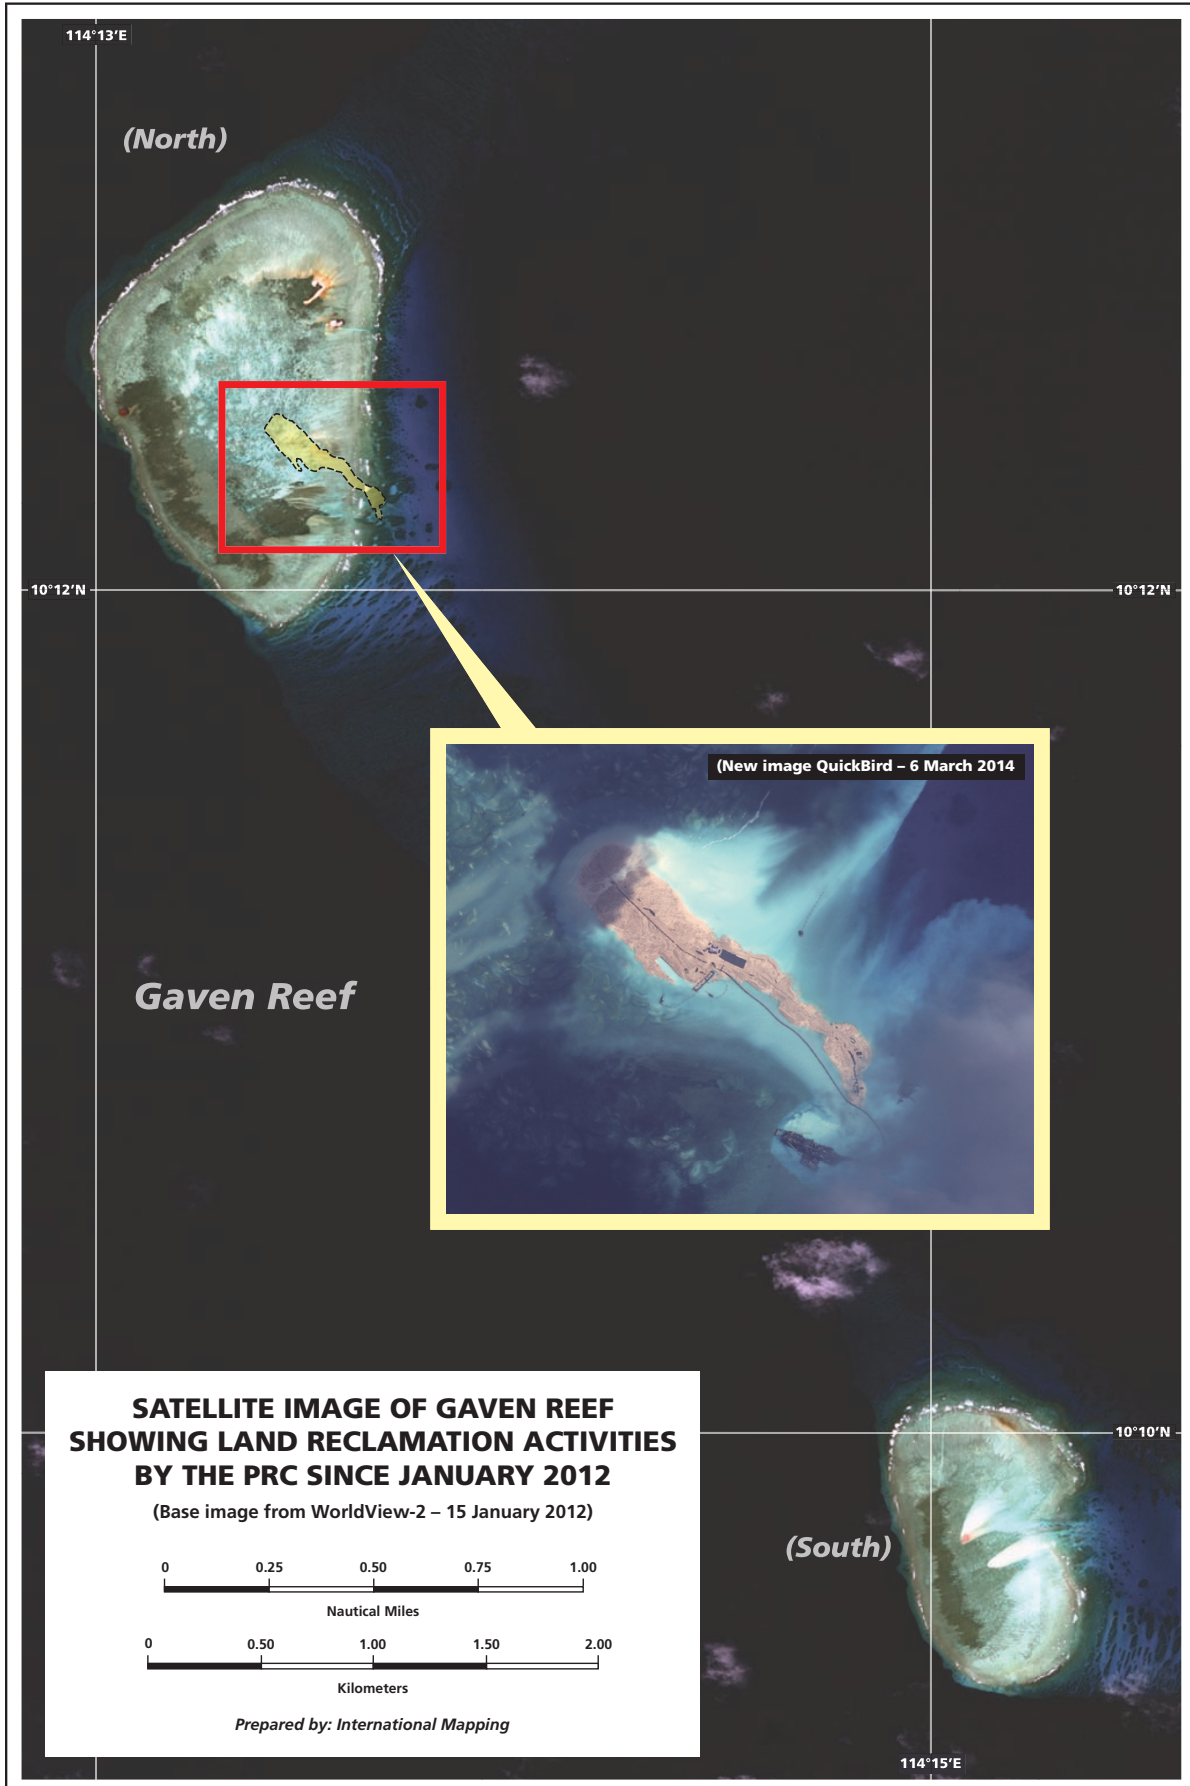 114°13'E
(North)
10°12'N
10°12'N
(New image QuickBird – 6 March 2014
Gaven Reef
SATELLITE IMAGE OF GAVEN REEF
SHOWING LAND RECLAMATION ACTIVITIES
BY THE PRC SINCE JANUARY 2012
(Base image from WorldView-2 – 15 January 2012)
0 0.25 0.50 0.75 1.00
Nautical Miles
0 0.50 1.00 1.50 2.00
Kilometers
Prepared by: International Mapping
10°10'N
(South)
114°15'E